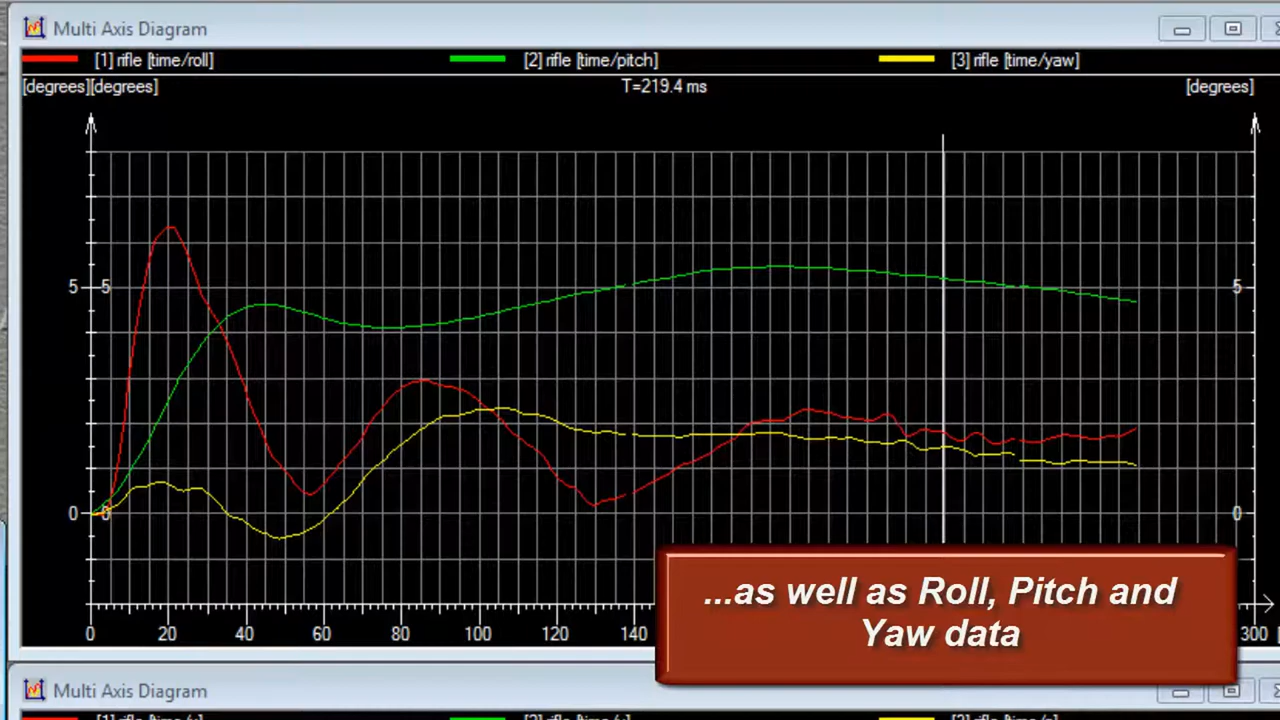 Multi Axis Diagram
[1] rifle [time/roll] [2] rifle [time/pitch] [3] rifle [time/yaw]
[degrees][degrees] T=219.4 ms [degrees]
5 5 5
0 0 0
0 20 40 60 80 100 120 140 300
...as well as Roll, Pitch and
Yaw data
Multi Axis Diagram